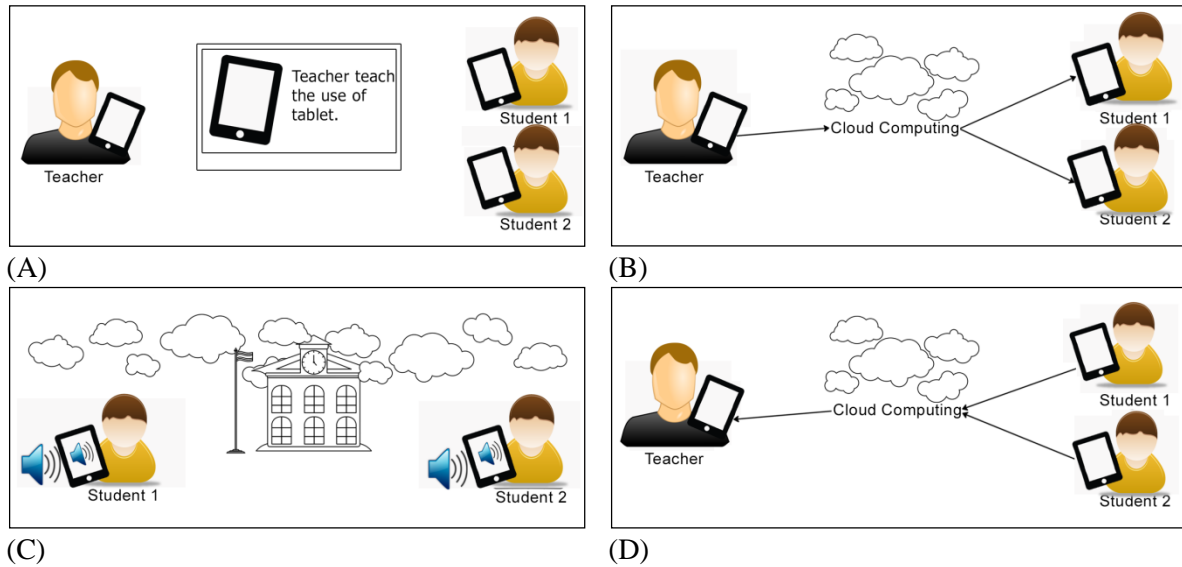 Teacher teach
the use of
tablet.
Teacher
Student 1
Student 2
(A)
Cloud Computing
Teacher
Student 1
Student 2
(B)
Student 1
Student 2
(C)
Cloud Computing
Teacher
Student 1
Student 2
(D)